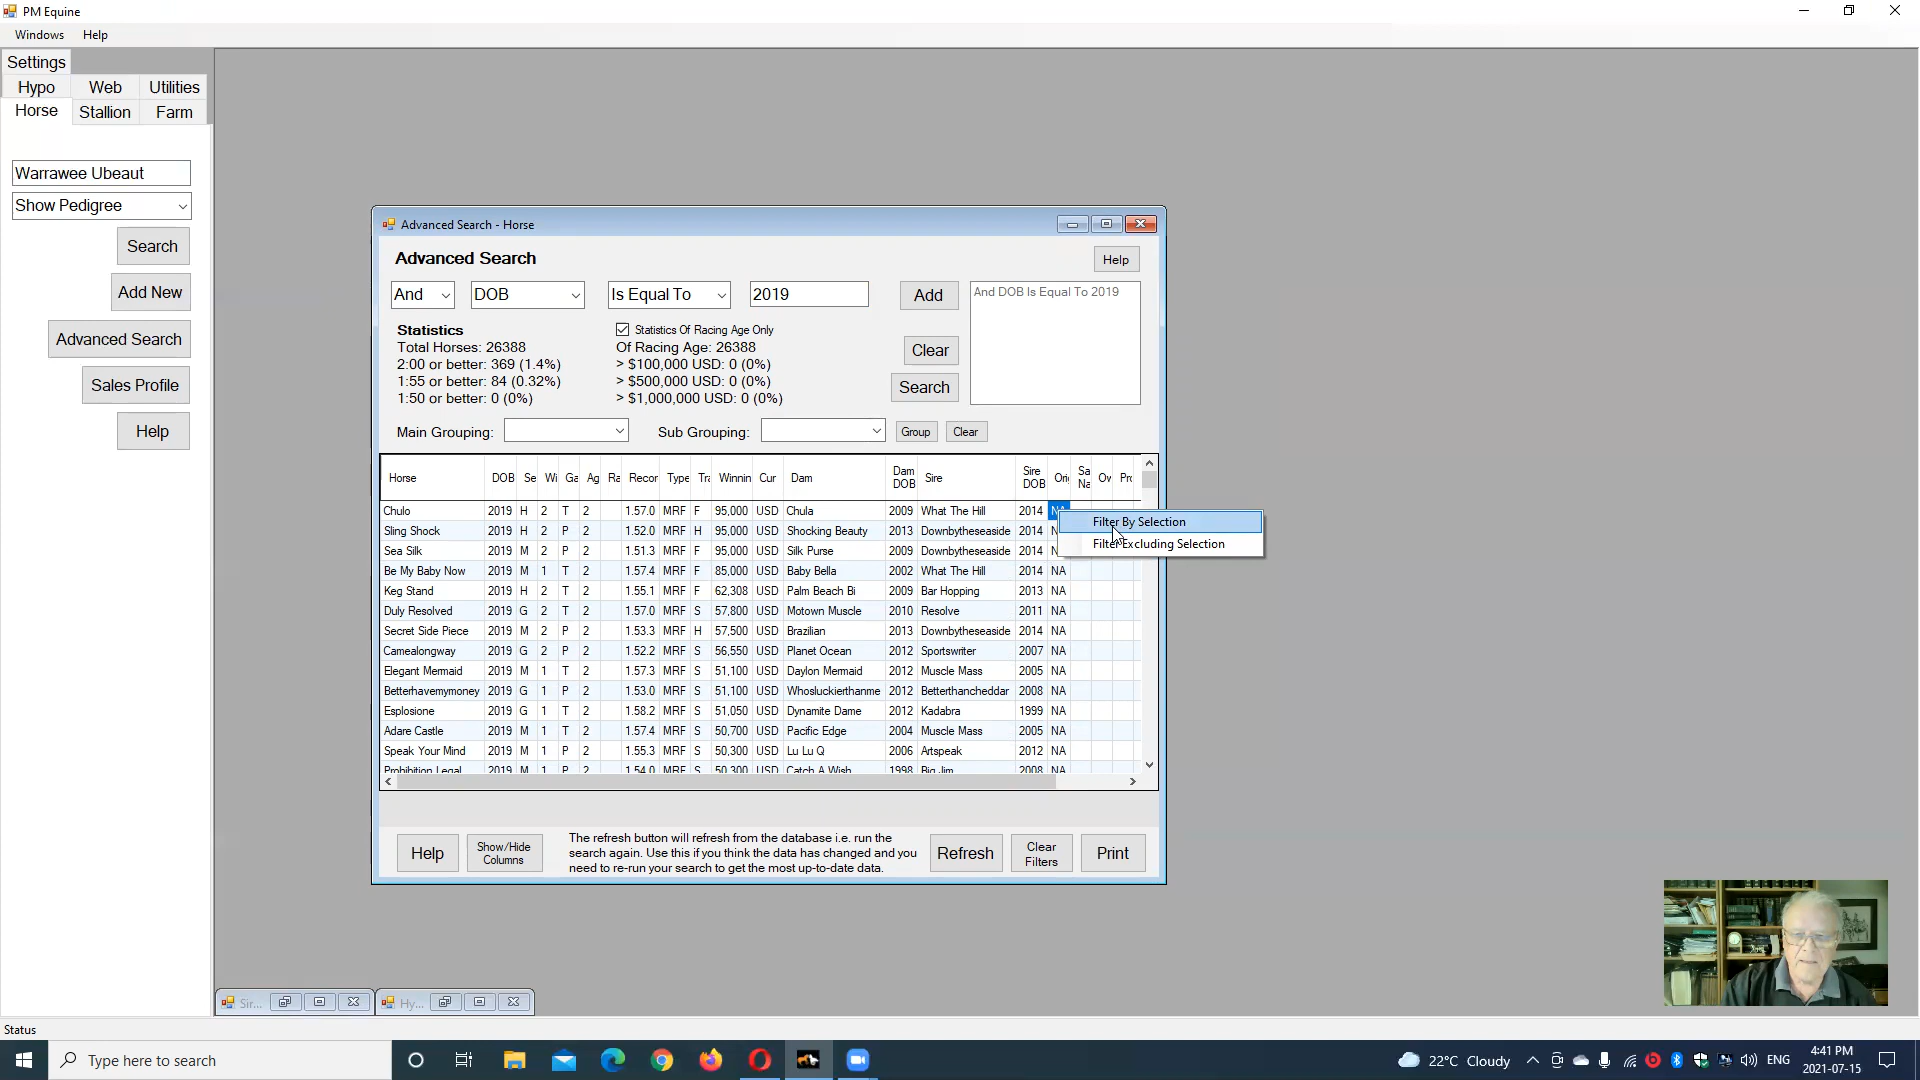 PM Equine
Windows Help
Settings
Hypo Web Utilities
Horse Stallion Farm
Warrawee Ubeaut
Show Pedigree
Search
Add New
Advanced Search
Sales Profile
Help
Advanced Search - Horse
Advanced Search
Help
And DOB Is Equal To 2019 Add
And DOB Is Equal To 2019
Statistics
Statistics Of Racing Age Only
Total Horses: 26388 Of Racing Age: 26388
Clear
2:00 or better: 369 (1.4%) > $100,000 USD: 0 (0%)
1:55 or better: 84 (0.32%) > $500,000 USD: 0 (0%)
Search
1:50 or better: 0 (0%) > $1,000,000 USD: 0 (0%)
Main Grouping: Sub Grouping: Group Clear
Horse DOB Se Wi Ga Ag Ra Recor Type Tra Winnin Cur Dam Dam DOB Sire Sire DOB Orig Sa Na Ov Pro
Chulo 2019 H 2 T 2 1.57.0 MRF F 95,000 USD Chula 2009 What The Hill 2014
Filter By Selection
Sling Shock 2019 H 2 P 2 1.52.0 MRF H 95,000 USD Shocking Beauty 2013 Downbytheseaside 2014
Filter Excluding Selection
Sea Silk 2019 M 2 P 2 1.51.3 MRF F 95,000 USD Silk Purse 2009 Downbytheseaside 2014
Be My Baby Now 2019 M 1 T 2 1.57.4 MRF F 85,000 USD Baby Bella 2002 What The Hill 2014 NA
Keg Stand 2019 H 2 T 2 1.55.1 MRF F 62,308 USD Palm Beach Bi 2009 Bar Hopping 2013 NA
Duly Resolved 2019 G 2 T 2 1.57.0 MRF S 57,800 USD Motown Muscle 2010 Resolve 2011 NA
Secret Side Piece 2019 M 2 P 2 1.53.3 MRF H 57,500 USD Brazilian 2013 Downbytheseaside 2014 NA
Camealongway 2019 G 2 P 2 1.52.2 MRF S 56,550 USD Planet Ocean 2012 Sportswriter 2007 NA
Elegant Mermaid 2019 M 1 T 2 1.57.3 MRF S 51,100 USD Daylon Mermaid 2012 Muscle Mass 2005 NA
Betterhavemymoney 2019 G 1 P 2 1.53.0 MRF S 51,100 USD Whosluckierthanme 2012 Betterthancheddar 2008 NA
Esplosione 2019 G 1 T 2 1.58.2 MRF S 51,050 USD Dynamite Dame 2012 Kadabra 1999 NA
Adare Castle 2019 M 1 T 2 1.57.4 MRF S 50,700 USD Pacific Edge 2004 Muscle Mass 2005 NA
Speak Your Mind 2019 M 1 P 2 1.55.3 MRF S 50,300 USD Lu Lu Q 2006 Artspeak 2012 NA
Prohibition Legal 2019 M 1 P 2 1.54.0 MRF S 50,300 USD Catch A Wish 1998 Big Jim 2008 NA
Help
Show/Hide Columns
The refresh button will refresh from the database i.e. run the
search again. Use this if you think the data has changed and you
need to re-run your search to get the most up-to-date data.
Refresh
Clear Filters
Print
Sir... Hy...
Status
Type here to search
22°C Cloudy
ENG
4:41 PM
2021-07-15